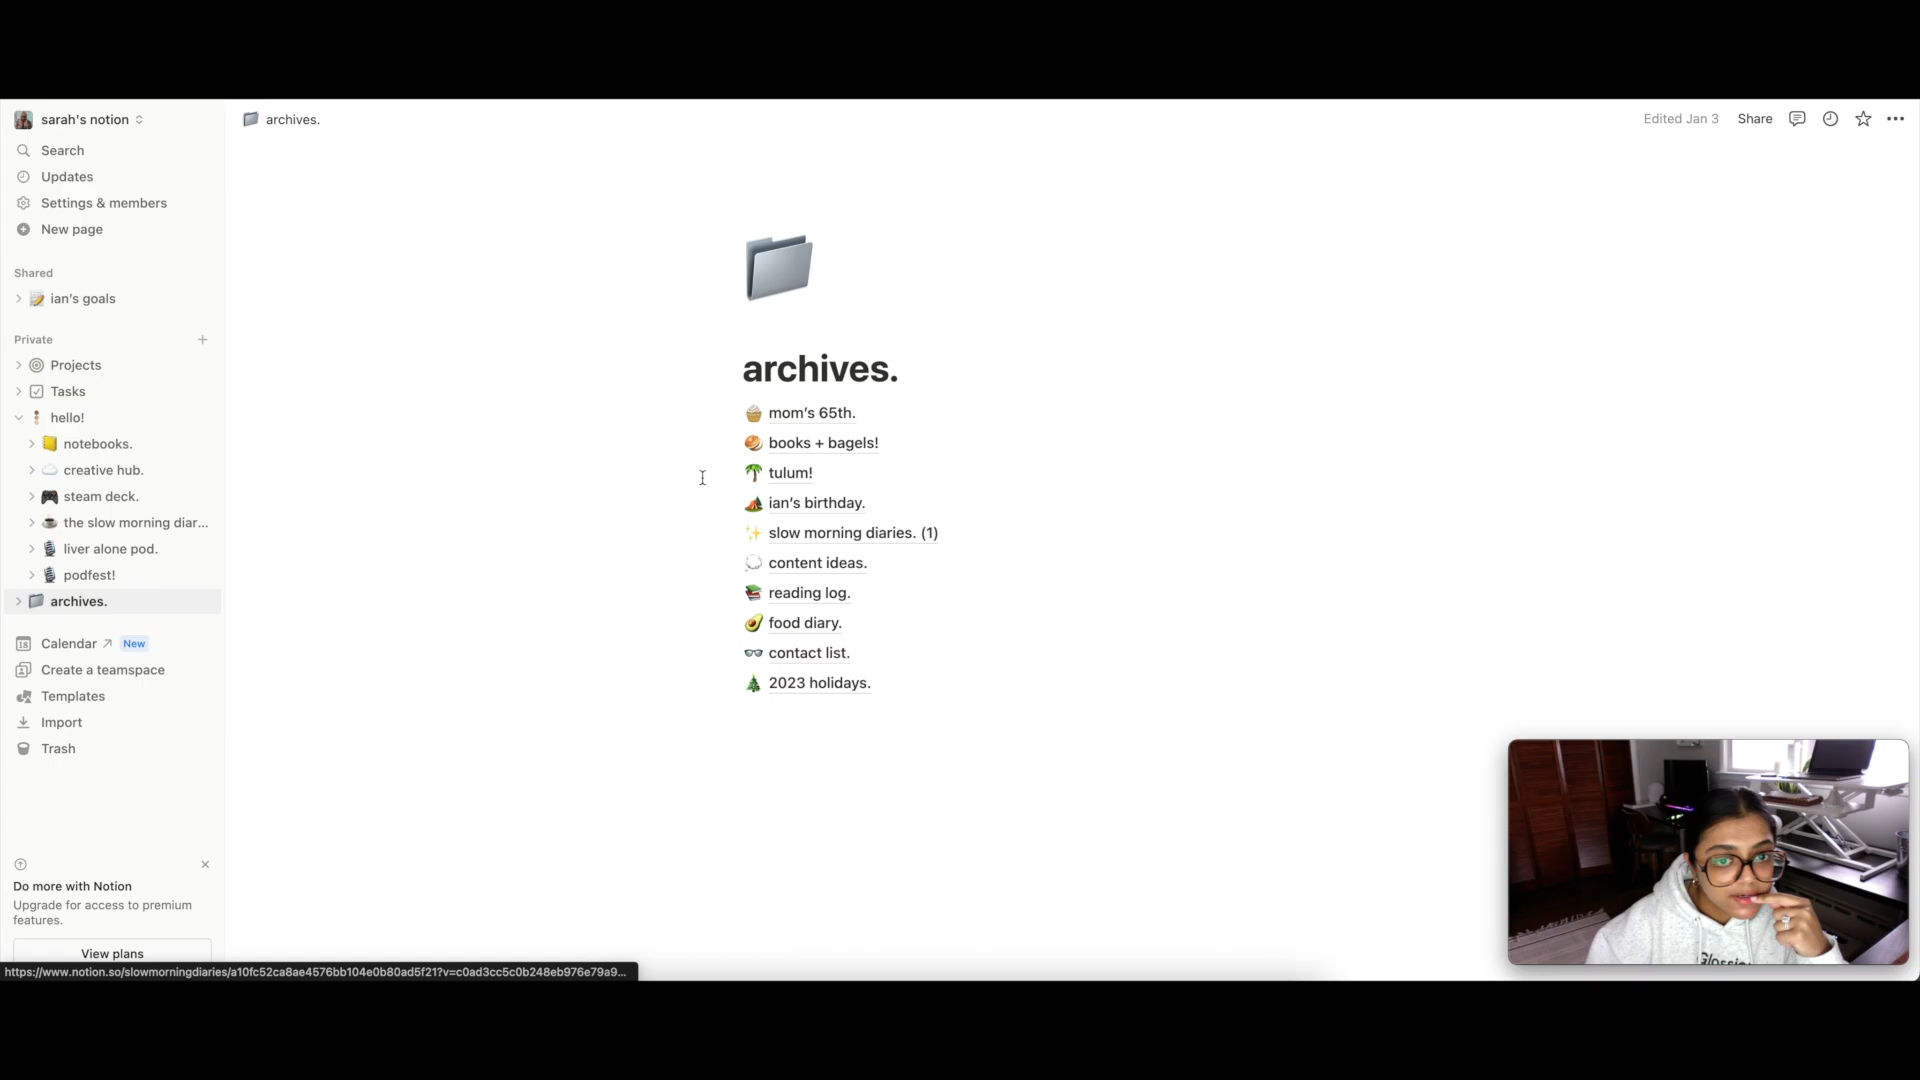 sarah's notion
Search
Updates
Settings & members
New page
Shared
ian's goals
Private
Projects
Tasks
hello!
notebooks.
creative hub.
steam deck.
the slow morning diar...
liver alone pod.
podfest!
archives.
18 Calendar ↗ New
Create a teamspace
Templates
Import
Trash
Do more with Notion
Upgrade for access to premium
features.
View plans
https://www.notion.so/slowmorningdiaries/a10fc52ca8ae4576bb104e0b80ad5f21?v=c0ad3cc5c0b248eb976e79a9...
archives.
Edited Jan 3 Share
archives.
mom's 65th.
books + bagels!
tulum!
ian's birthday.
slow morning diaries. (1)
content ideas.
reading log.
food diary.
contact list.
2023 holidays.